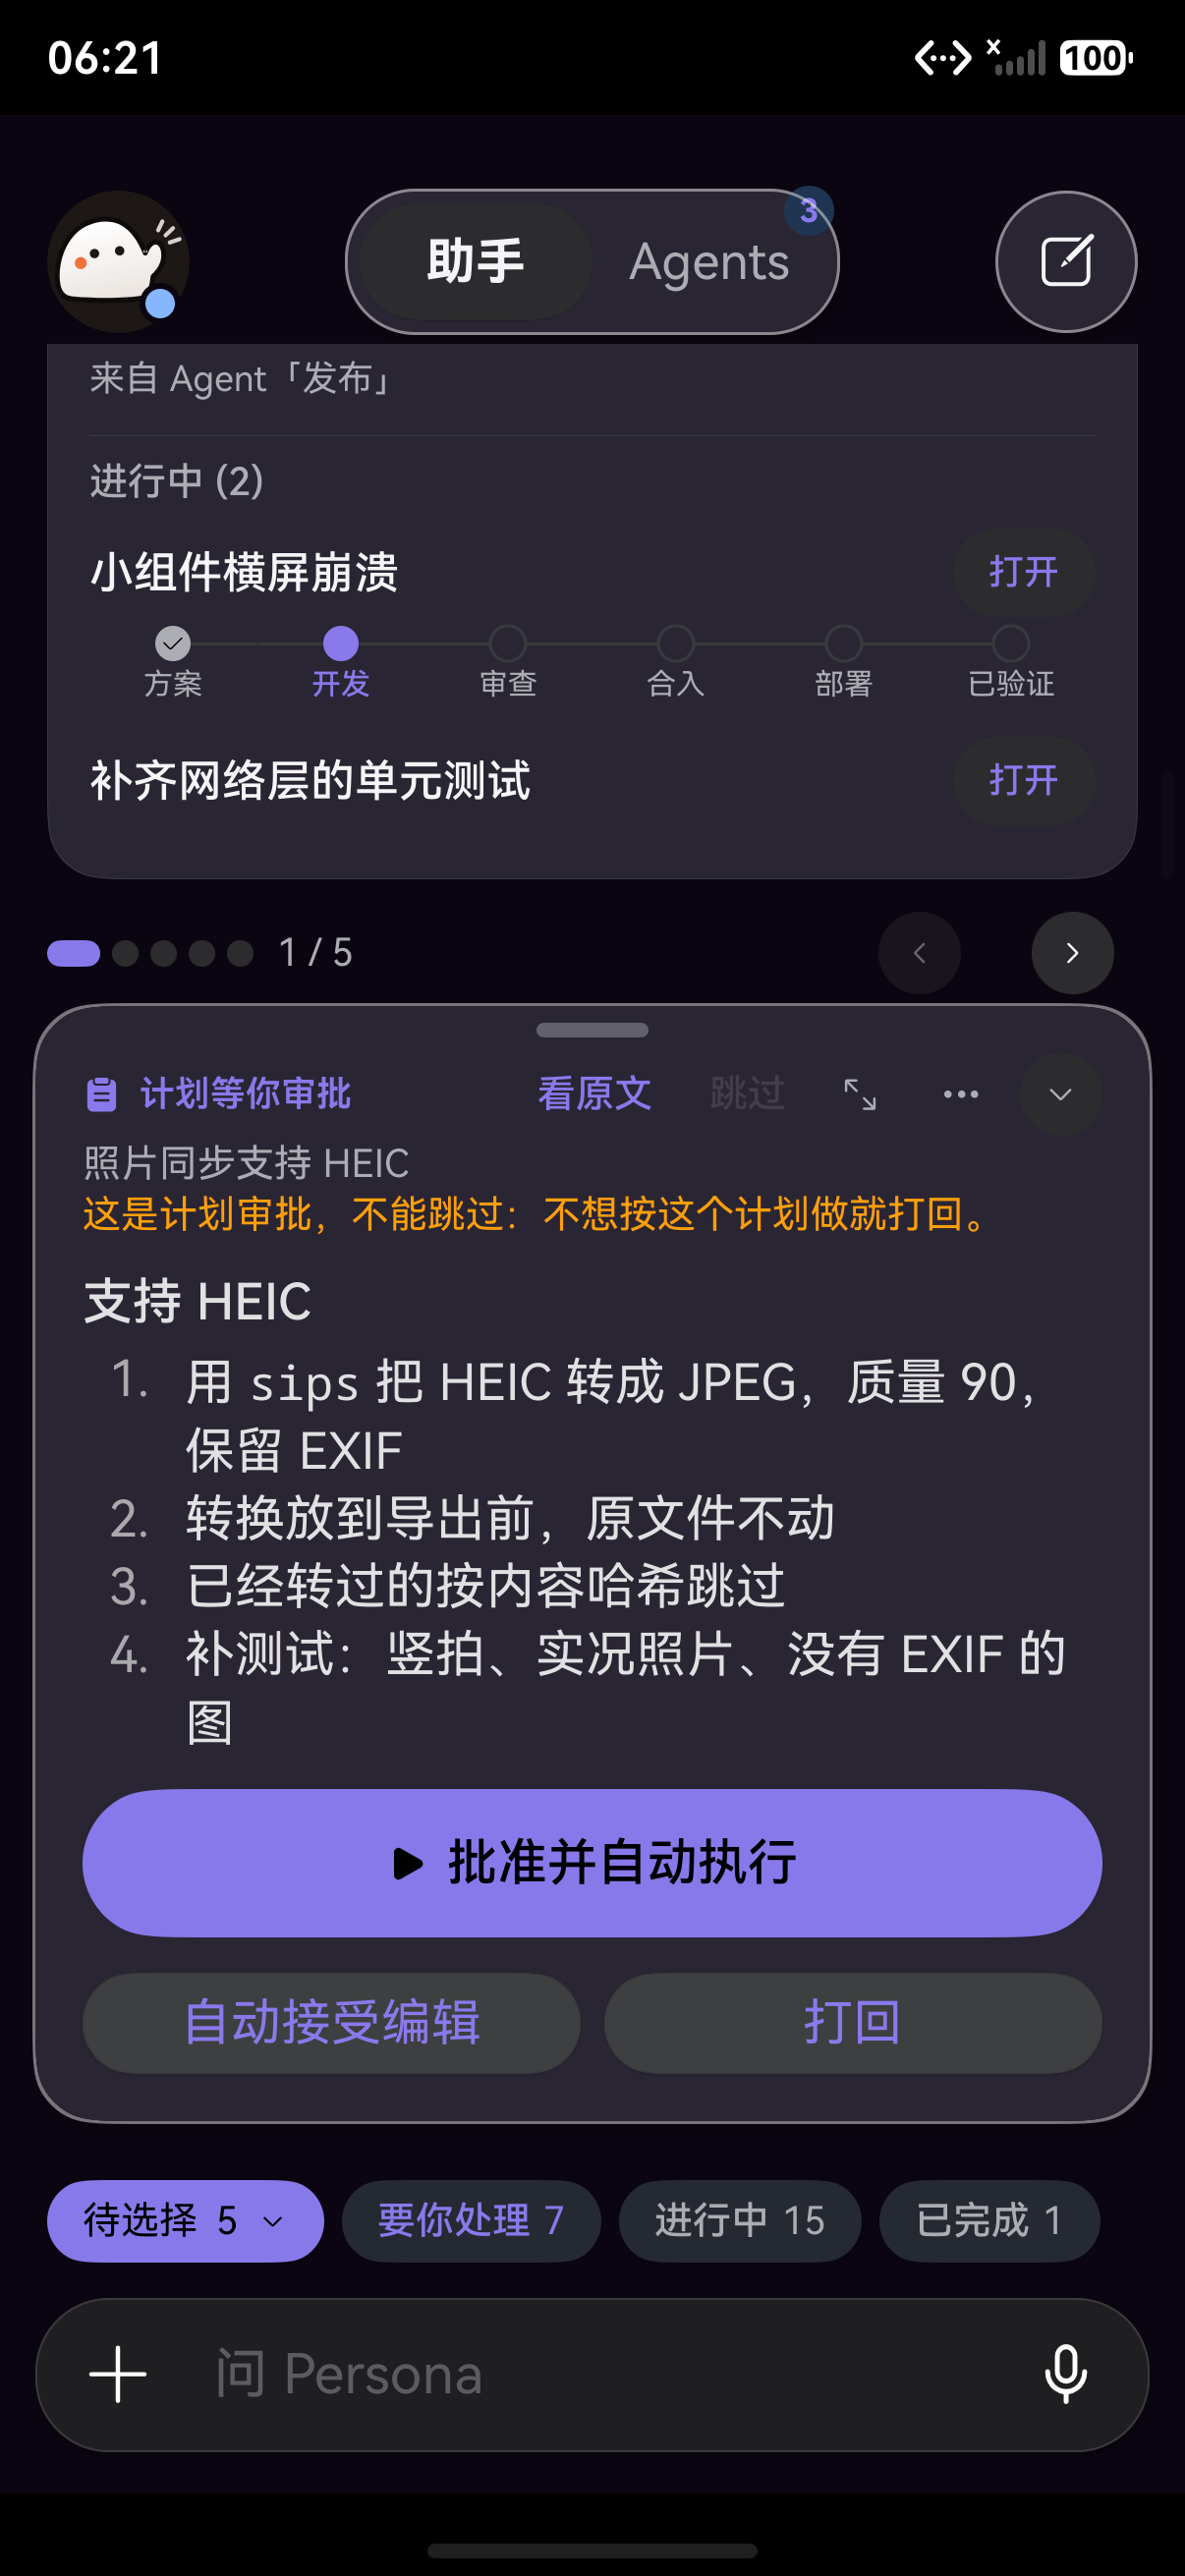 06:21
100
助手
Agents
3
来自 Agent「发布」
进行中 (2)
小组件横屏崩溃
打开
方案
开发
审查
合入
部署
已验证
补齐网络层的单元测试
打开
1 / 5
计划等你审批
看原文
跳过
照片同步支持 HEIC
这是计划审批，不能跳过：不想按这个计划做就打回。
支持 HEIC
1. 用 sips 把 HEIC 转成 JPEG，质量 90，
保留 EXIF
2. 转换放到导出前，原文件不动
3. 已经转过的按内容哈希跳过
4. 补测试：竖拍、实况照片、没有 EXIF 的
图
批准并自动执行
自动接受编辑
打回
待选择 5
要你处理 7
进行中 15
已完成 1
问 Persona